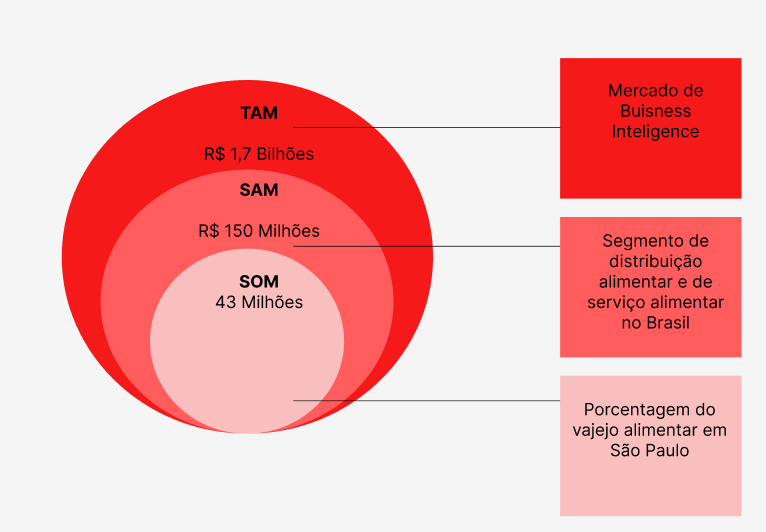 TAM
R$ 1,7 Bilhões
SAM
R$ 150 Milhões
SOM
43 Milhões
Mercado de
Buisness
Inteligence
Segmento de
distribuição
alimentar e de
serviço alimentar
no Brasil
Porcentagem do
vajejo alimentar em
São Paulo